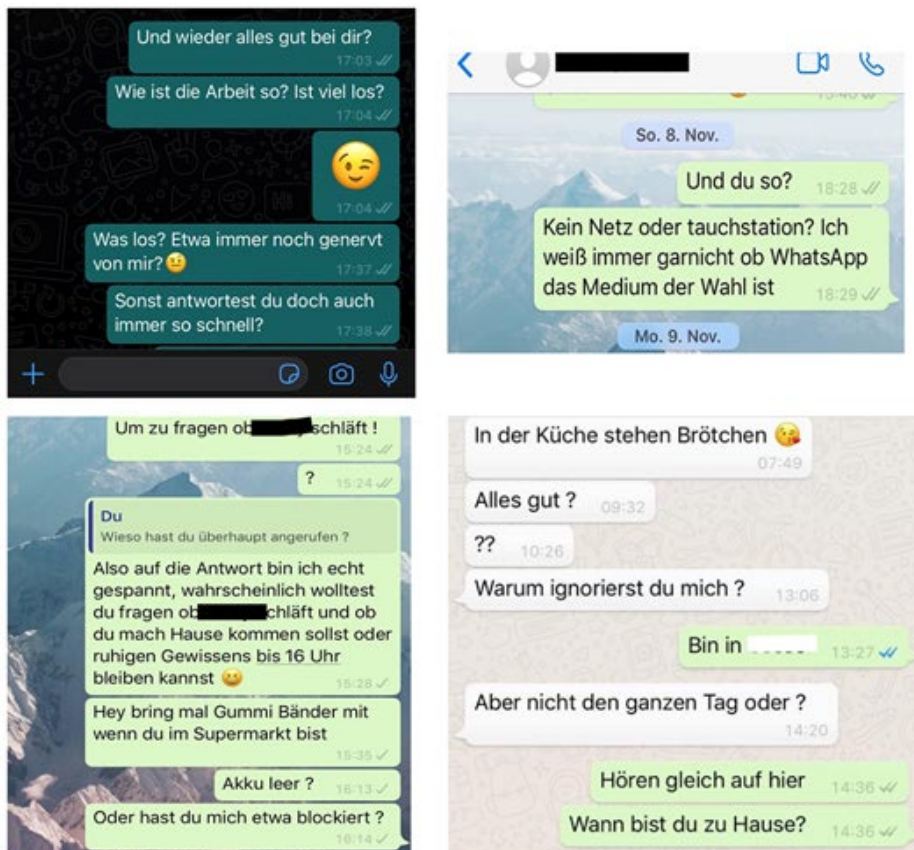 Und wieder alles gut bei dir?
17:03
Wie ist die Arbeit so? Ist viel los?
17:04
17:04
Was los? Etwa immer noch genervt
von mir?
17:37
Sonst antwortest du doch auch
immer so schnell?
17:38
15:40
So. 8. Nov.
Und du so? 18:28
Kein Netz oder tauchstation? Ich
weiß immer garnicht ob WhatsApp
das Medium der Wahl ist 18:29
Mo. 9. Nov.
Um zu fragen ob schläft !
15:24
? 15:24
Du
Wieso hast du überhaupt angerufen ?
Also auf die Antwort bin ich echt
gespannt, wahrscheinlich wolltest
du fragen ob chläft und ob
du mach Hause kommen sollst oder
ruhigen Gewissens bis 16 Uhr
bleiben kannst 15:28
Hey bring mal Gummi Bänder mit
wenn du im Supermarkt bist
15:35
Akku leer ? 16:13
Oder hast du mich etwa blockiert ?
16:14
In der Küche stehen Brötchen
07:49
Alles gut ? 09:32
?? 10:26
Warum ignorierst du mich ? 13:06
Bin in 13:27
Aber nicht den ganzen Tag oder ?
14:20
Hören gleich auf hier 14:36
Wann bist du zu Hause? 14:36